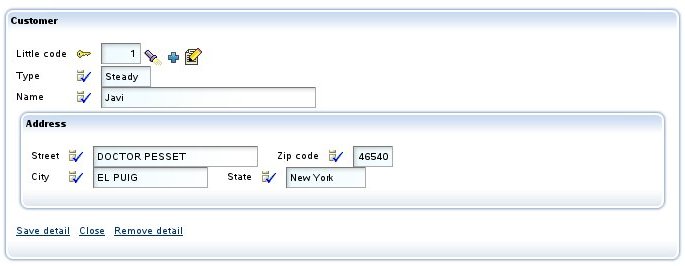 Customer
Little code 1
Type Steady
Name Javi
Address
Street DOCTOR PESSET Zip code 46540
City EL PUIG State New York
Save detail Close Remove detail